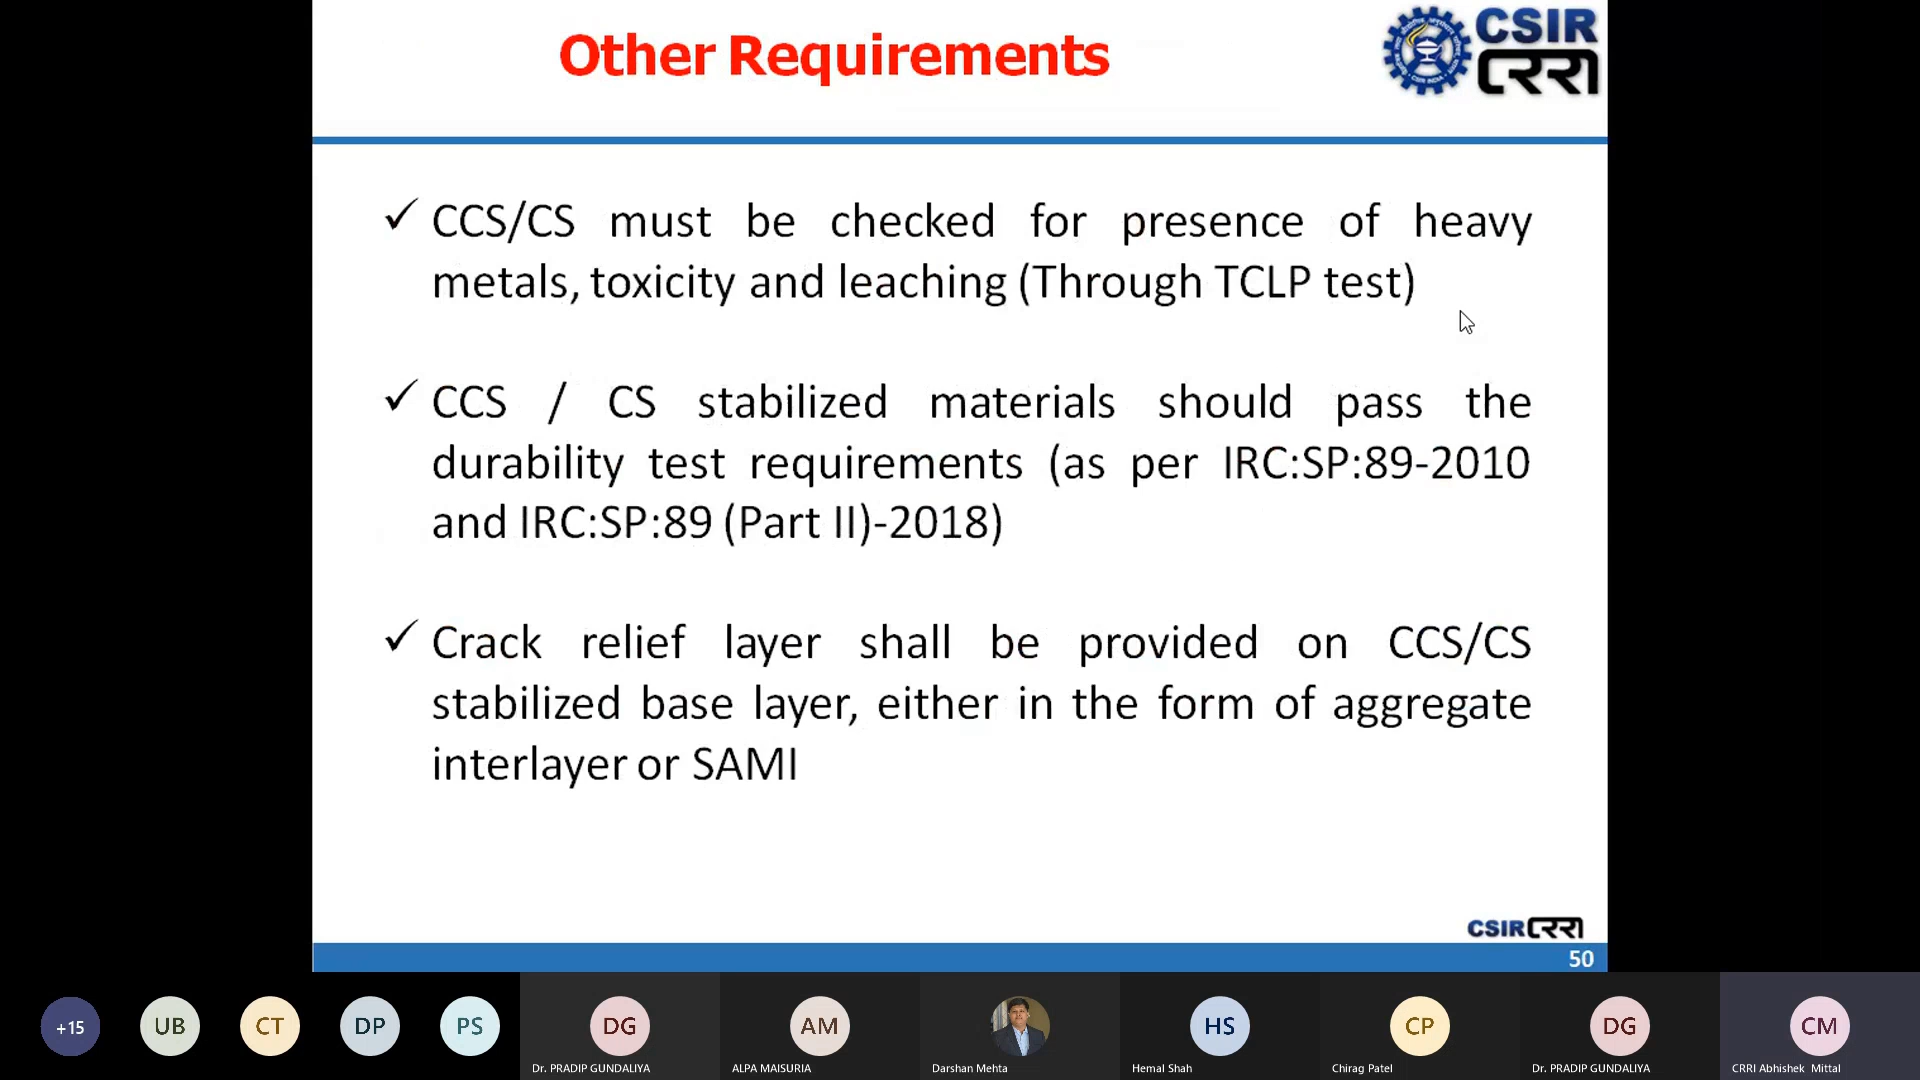 Other Requirements
CSIR
CRRI
✓ CCS/CS must be checked for presence of heavy
metals, toxicity and leaching (Through TCLP test)
✓ CCS / CS stabilized materials should pass the
durability test requirements (as per IRC:SP:89-2010
and IRC:SP:89 (Part II)-2018)
✓ Crack relief layer shall be provided on CCS/CS
stabilized base layer, either in the form of aggregate
interlayer or SAMI
CSIR CRRI
50
+15 UB CT DP PS DG AM HS CP DG CM
Dr. PRADIP GUNDALIYA ALPA MAISURIA Darshan Mehta Hemal Shah Chirag Patel Dr. PRADIP GUNDALIYA CRRI Abhishek Mittal